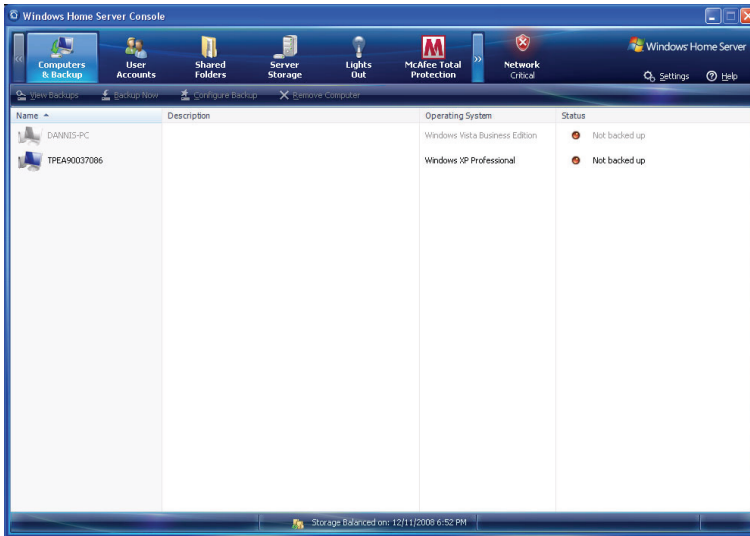 Windows Home Server Console
Computers & Backup
User Accounts
Shared Folders
Server Storage
Lights Out
McAfee Total Protection
Network Critical
Windows Home Server
Settings
Help
View Backups
Backup Now
Configure Backup
Remove Computer
Name Description Operating System Status
DANNIS-PC Windows Vista Business Edition Not backed up
TPEA90037086 Windows XP Professional Not backed up
Storage Balanced on: 12/11/2008 6:52 PM